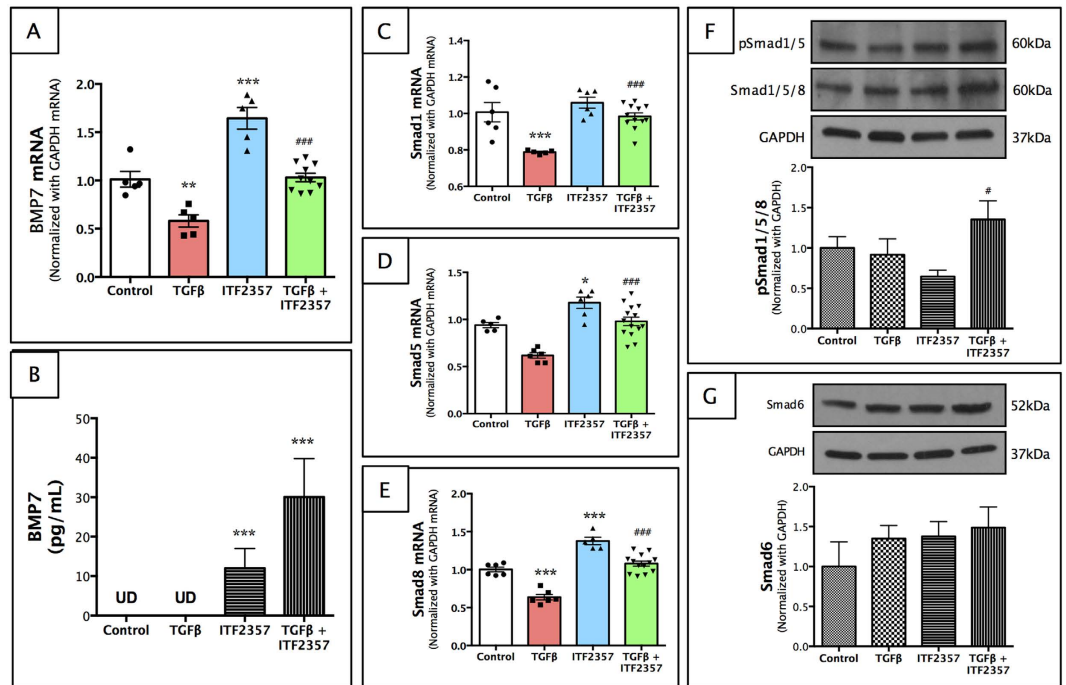 A
BMP7 mRNA
(Normalized with GAPDH mRNA)
2.0
1.5
1.0
0.5
0.0
**
***
###
Control
TGFβ
ITF2357
TGFβ +
ITF2357
B
BMP7
(pg/mL)
50
40
30
20
10
0
UD
UD
***
***
Control
TGFβ
ITF2357
TGFβ +
ITF2357
C
Smad1 mRNA
(Normalized with GAPDH mRNA)
1.4
1.2
1.0
0.8
0.6
***
###
Control
TGFβ
ITF2357
TGFβ +
ITF2357
D
Smad5 mRNA
(Normalized with GAPDH mRNA)
1.5
1.0
0.5
0.0
*
###
Control
TGFβ
ITF2357
TGFβ +
ITF2357
E
Smad8 mRNA
(Normalized with GAPDH mRNA)
2.0
1.5
1.0
0.5
0.0
***
***
###
Control
TGFβ
ITF2357
TGFβ +
ITF2357
F
pSmad1/5
60kDa
Smad1/5/8
60kDa
GAPDH
37kDa
pSmad1/5/8
(Normalized with GAPDH)
2.0
1.5
1.0
0.5
0.0
#
Control
TGFβ
ITF2357
TGFβ +
ITF2357
G
Smad6
52kDa
GAPDH
37kDa
Smad6
(Normalized with GAPDH)
2.0
1.5
1.0
0.5
0.0
Control
TGFβ
ITF2357
TGFβ +
ITF2357